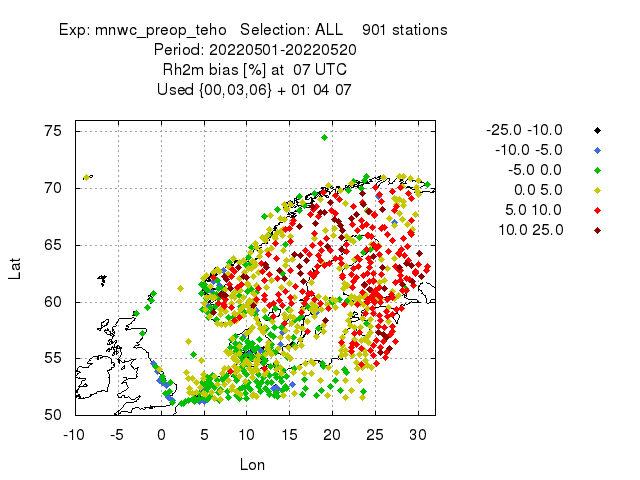 Exp: mnwc_preop_teho Selection: ALL 901 stations
Period: 20220501-20220520
Rh2m bias [%] at 07 UTC
Used {00,03,06} + 01 04 07
-25.0 -10.0
-10.0 -5.0
-5.0 0.0
0.0 5.0
5.0 10.0
10.0 25.0
75
70
65
60
55
50
Lat
-10 -5 0 5 10 15 20 25 30
Lon